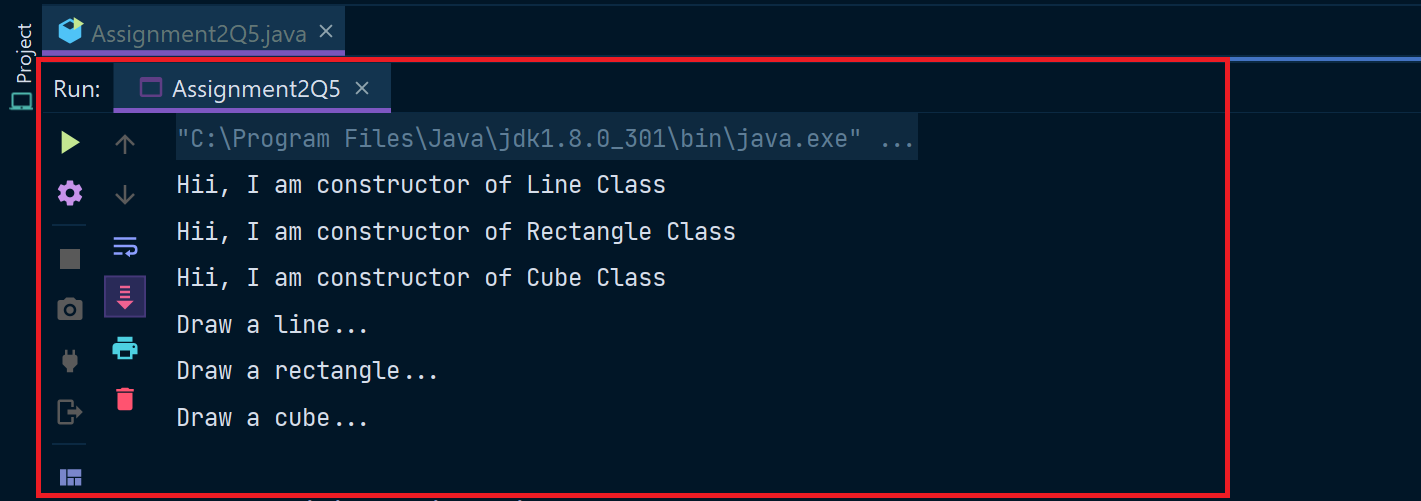 Assignment2Q5.java
Project
Run: Assignment2Q5
"C:\Program Files\Java\jdk1.8.0_301\bin\java.exe" ...
Hii, I am constructor of Line Class
Hii, I am constructor of Rectangle Class
Hii, I am constructor of Cube Class
Draw a line...
Draw a rectangle...
Draw a cube...